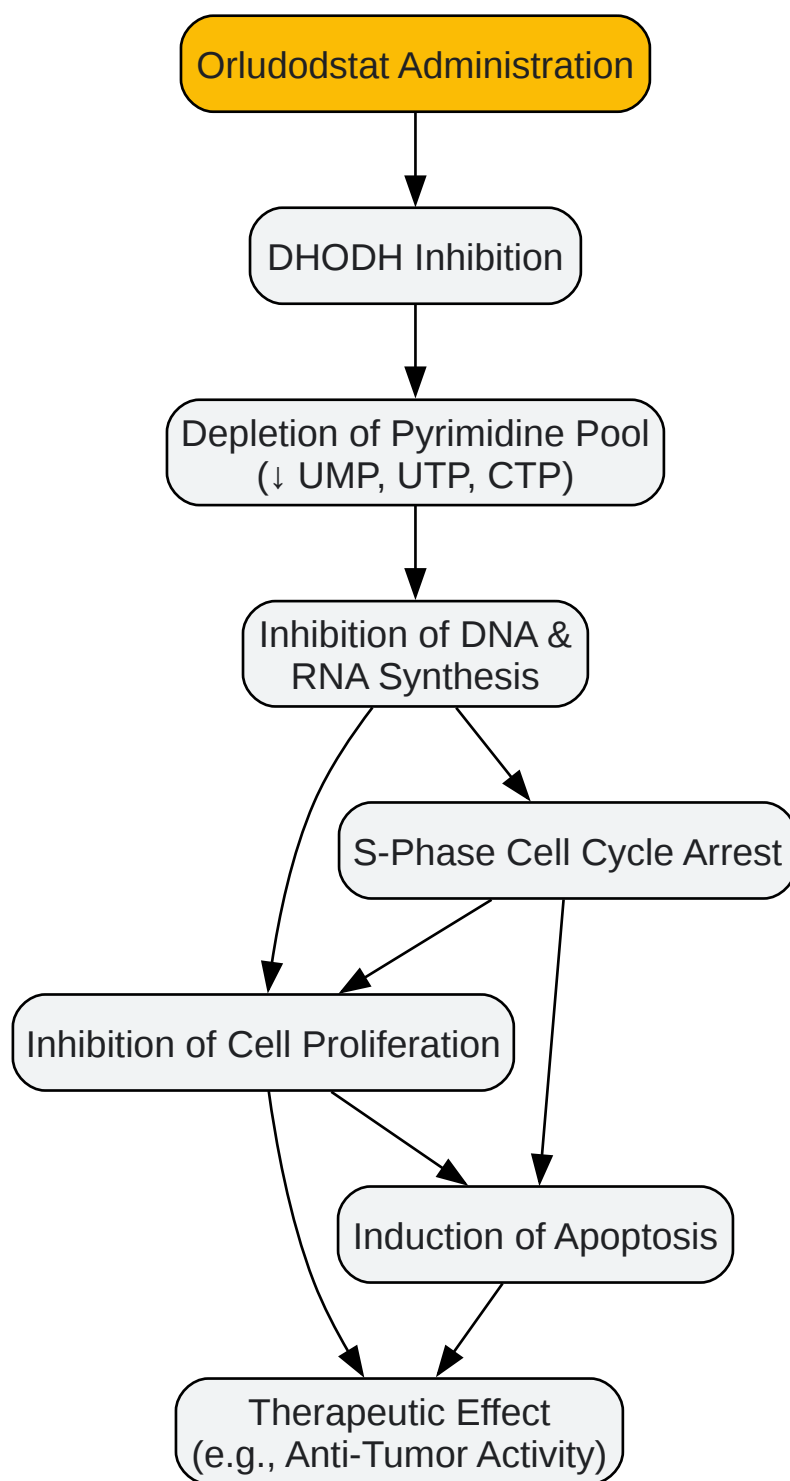 Orludodstat Administration
DHODH Inhibition
Depletion of Pyrimidine Pool
(↓ UMP, UTP, CTP)
Inhibition of DNA &
RNA Synthesis
S-Phase Cell Cycle Arrest
Inhibition of Cell Proliferation
Induction of Apoptosis
Therapeutic Effect
(e.g., Anti-Tumor Activity)